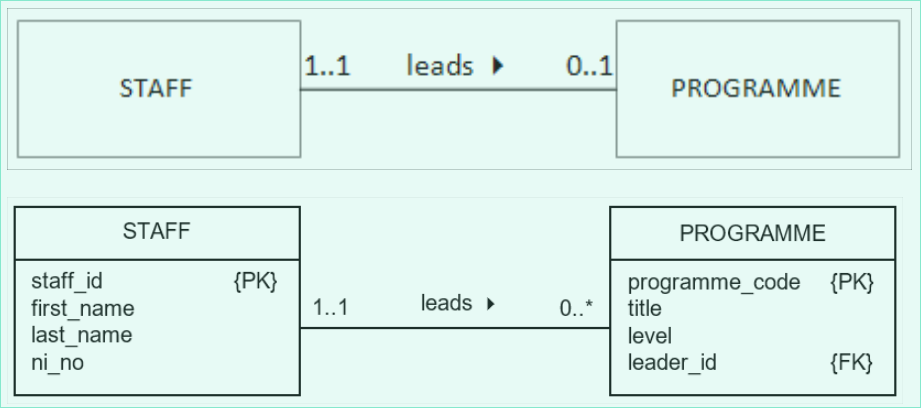 STAFF
1..1 leads ▶ 0..1
PROGRAMME
STAFF
staff_id {PK}
first_name
last_name
ni_no
1..1 leads ▶ 0..*
PROGRAMME
programme_code {PK}
title
level
leader_id {FK}